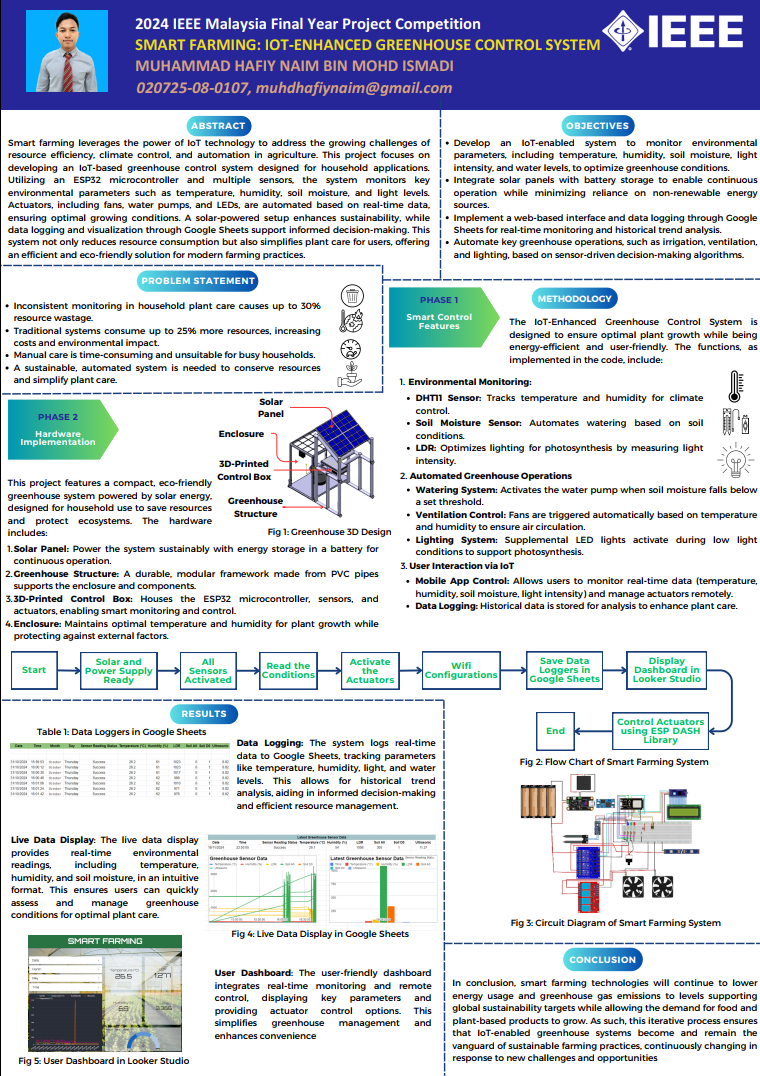 2024 IEEE Malaysia Final Year Project Competition
SMART FARMING: IOT-ENHANCED GREENHOUSE CONTROL SYSTEM
MUHAMMAD HAFIY NAIM BIN MOHD ISMADI
020725-08-0107, muhdhafiynaim@gmail.com
IEEE
ABSTRACT
Smart farming leverages the power of IoT technology to address the growing challenges of
resource efficiency, climate control, and automation in agriculture. This project focuses on
developing an IoT-based greenhouse control system designed for household applications.
Utilizing an ESP32 microcontroller and multiple sensors, the system monitors key
environmental parameters such as temperature, humidity, soil moisture, and light levels.
Actuators, including fans, water pumps, and LEDs, are automated based on real-time data,
ensuring optimal growing conditions. A solar-powered setup enhances sustainability, while
data logging and visualization through Google Sheets support informed decision-making. This
system not only reduces resource consumption but also simplifies plant care for users, offering
an efficient and eco-friendly solution for modern farming practices.
OBJECTIVES
• Develop an IoT-enabled system to monitor environmental
parameters, including temperature, humidity, soil moisture, light
intensity, and water levels, to optimize greenhouse conditions.
• Integrate solar panels with battery storage to enable continuous
operation while minimizing reliance on non-renewable energy
sources.
• Implement a web-based interface and data logging through Google
Sheets for real-time monitoring and historical trend analysis.
• Automate key greenhouse operations, such as irrigation, ventilation,
and lighting, based on sensor-driven decision-making algorithms.
PROBLEM STATEMENT
• Inconsistent monitoring in household plant care causes up to 30%
resource wastage.
• Traditional systems consume up to 25% more resources, increasing
costs and environmental impact.
• Manual care is time-consuming and unsuitable for busy households.
• A sustainable, automated system is needed to conserve resources
and simplify plant care.
PHASE 1
Smart Control
Features
METHODOLOGY
The IoT-Enhanced Greenhouse Control System is
designed to ensure optimal plant growth while being
energy-efficient and user-friendly. The functions, as
implemented in the code, include:
1. Environmental Monitoring:
• DHT11 Sensor: Tracks temperature and humidity for climate
control.
• Soil Moisture Sensor: Automates watering based on soil
conditions.
• LDR: Optimizes lighting for photosynthesis by measuring light
intensity.
2. Automated Greenhouse Operations
• Watering System: Activates the water pump when soil moisture falls below
a set threshold.
• Ventilation Control: Fans are triggered automatically based on temperature
and humidity to ensure air circulation.
• Lighting System: Supplemental LED lights activate during low light
conditions to support photosynthesis.
3. User Interaction via IoT
• Mobile App Control: Allows users to monitor real-time data (temperature,
humidity, soil moisture, light intensity) and manage actuators remotely.
• Data Logging: Historical data is stored for analysis to enhance plant care.
PHASE 2
Hardware
Implementation
Solar
Panel
Enclosure
3D-Printed
Control Box
Greenhouse
Structure
Fig 1: Greenhouse 3D Design
This project features a compact, eco-friendly
greenhouse system powered by solar energy,
designed for household use to save resources
and protect ecosystems. The hardware
includes:
1. Solar Panel: Power the system sustainably with energy storage in a battery for
continuous operation.
2. Greenhouse Structure: A durable, modular framework made from PVC pipes
supports the enclosure and components.
3. 3D-Printed Control Box: Houses the ESP32 microcontroller, sensors, and
actuators, enabling smart monitoring and control.
4. Enclosure: Maintains optimal temperature and humidity for plant growth while
protecting against external factors.
Start
Solar and
Power Supply
Ready
All
Sensors
Activated
Read the
Conditions
Activate
the
Actuators
Wifi
Configurations
Save Data
Loggers in
Google Sheets
Display
Dashboard in
Looker Studio
Control Actuators
using ESP DASH
Library
End
Fig 2: Flow Chart of Smart Farming System
RESULTS
Table 1: Data Loggers in Google Sheets
Date Time Month Day Sensor Reading Status Temperature (°C) Humidity (%) LDR Soil A0 Soil D0 Ultrasonic
Data Logging: The system logs real-time
data to Google Sheets, tracking parameters
like temperature, humidity, light, and water
levels. This allows for historical trend
analysis, aiding in informed decision-making
and efficient resource management.
Live Data Display: The live data display
provides real-time environmental
readings, including temperature,
humidity, and soil moisture, in an intuitive
format. This ensures users can quickly
assess and manage greenhouse
conditions for optimal plant care.
Latest Greenhouse Sensor Data
Greenhouse Sensor Data
Latest Greenhouse Sensor Data
Fig 4: Live Data Display in Google Sheets
Fig 3: Circuit Diagram of Smart Farming System
SMART FARMING
26.5
1277
Fig 5: User Dashboard in Looker Studio
User Dashboard: The user-friendly dashboard
integrates real-time monitoring and remote
control, displaying key parameters and
providing actuator control options. This
simplifies greenhouse management and
enhances convenience
CONCLUSION
In conclusion, smart farming technologies will continue to lower
energy usage and greenhouse gas emissions to levels supporting
global sustainability targets while allowing the demand for food and
plant-based products to grow. As such, this iterative process ensures
that IoT-enabled greenhouse systems become and remain the
vanguard of sustainable farming practices, continuously changing in
response to new challenges and opportunities